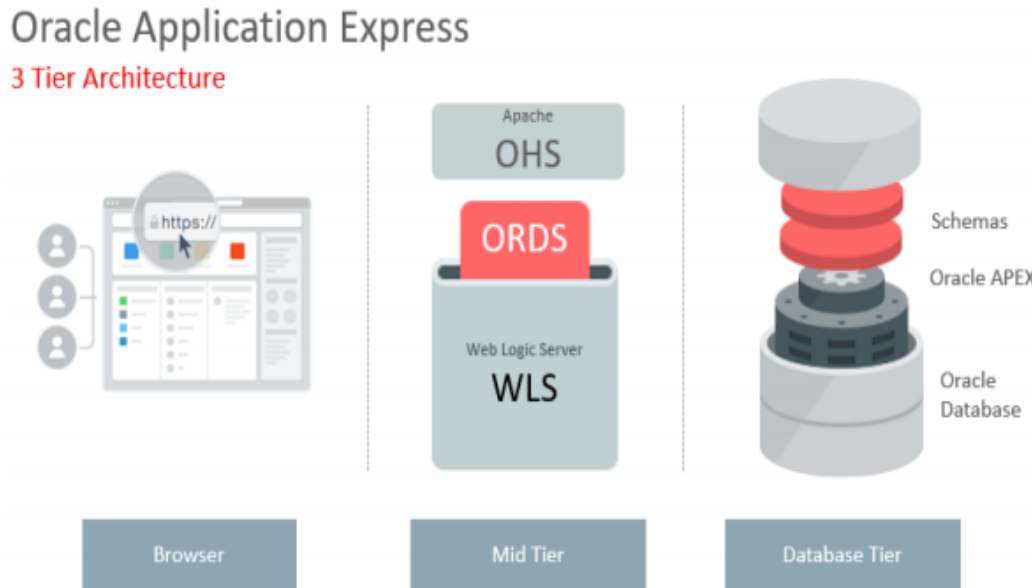 Oracle Application Express
3 Tier Architecture
https://
Apache
OHS
ORDS
Web Logic Server
WLS
Schemas
Oracle APEX
Oracle
Database
Browser
Mid Tier
Database Tier